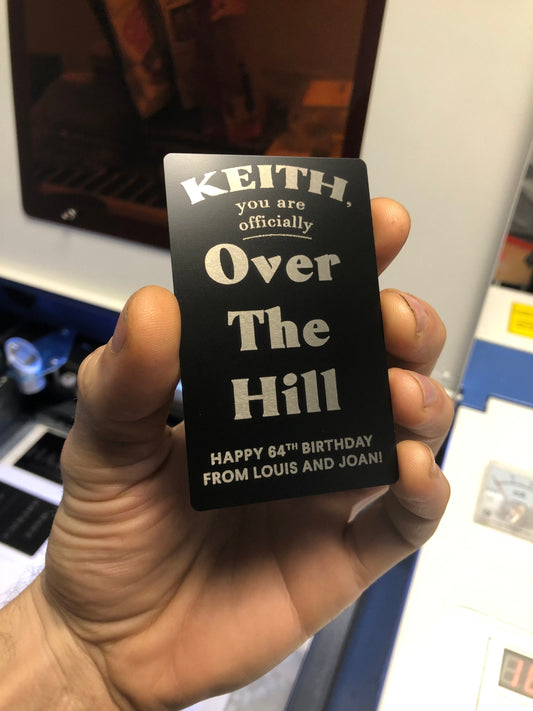 KEITH,
you are
officially
Over
The
Hill
HAPPY 64TH BIRTHDAY
FROM LOUIS AND JOAN!